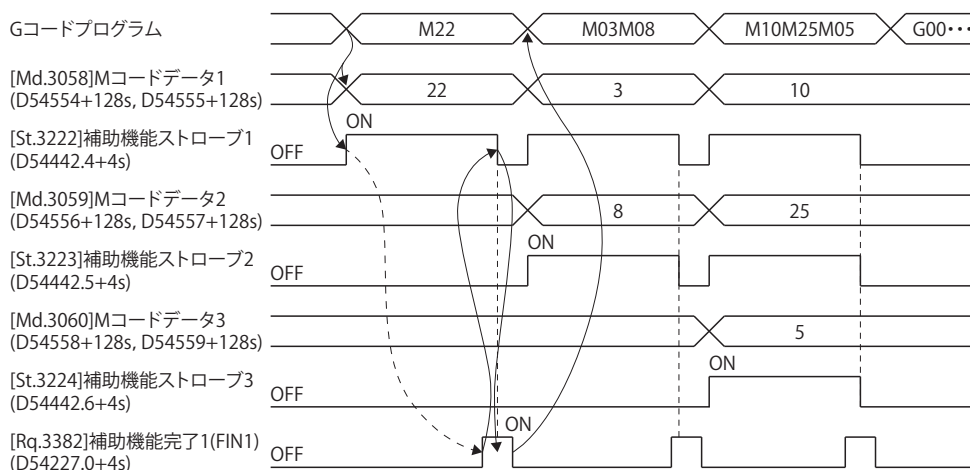 Gコードプログラム
M22
M03M08
M10M25M05
G00・・・
[Md.3058]Mコードデータ1
(D54554+128s, D54555+128s)
22
3
10
[St.3222]補助機能ストローブ1
(D54442.4+4s)
OFF
ON
[Md.3059]Mコードデータ2
(D54556+128s, D54557+128s)
8
25
[St.3223]補助機能ストローブ2
(D54442.5+4s)
OFF
ON
[Md.3060]Mコードデータ3
(D54558+128s, D54559+128s)
5
[St.3224]補助機能ストローブ3
(D54442.6+4s)
OFF
ON
[Rq.3382]補助機能完了1(FIN1)
(D54227.0+4s)
OFF
ON